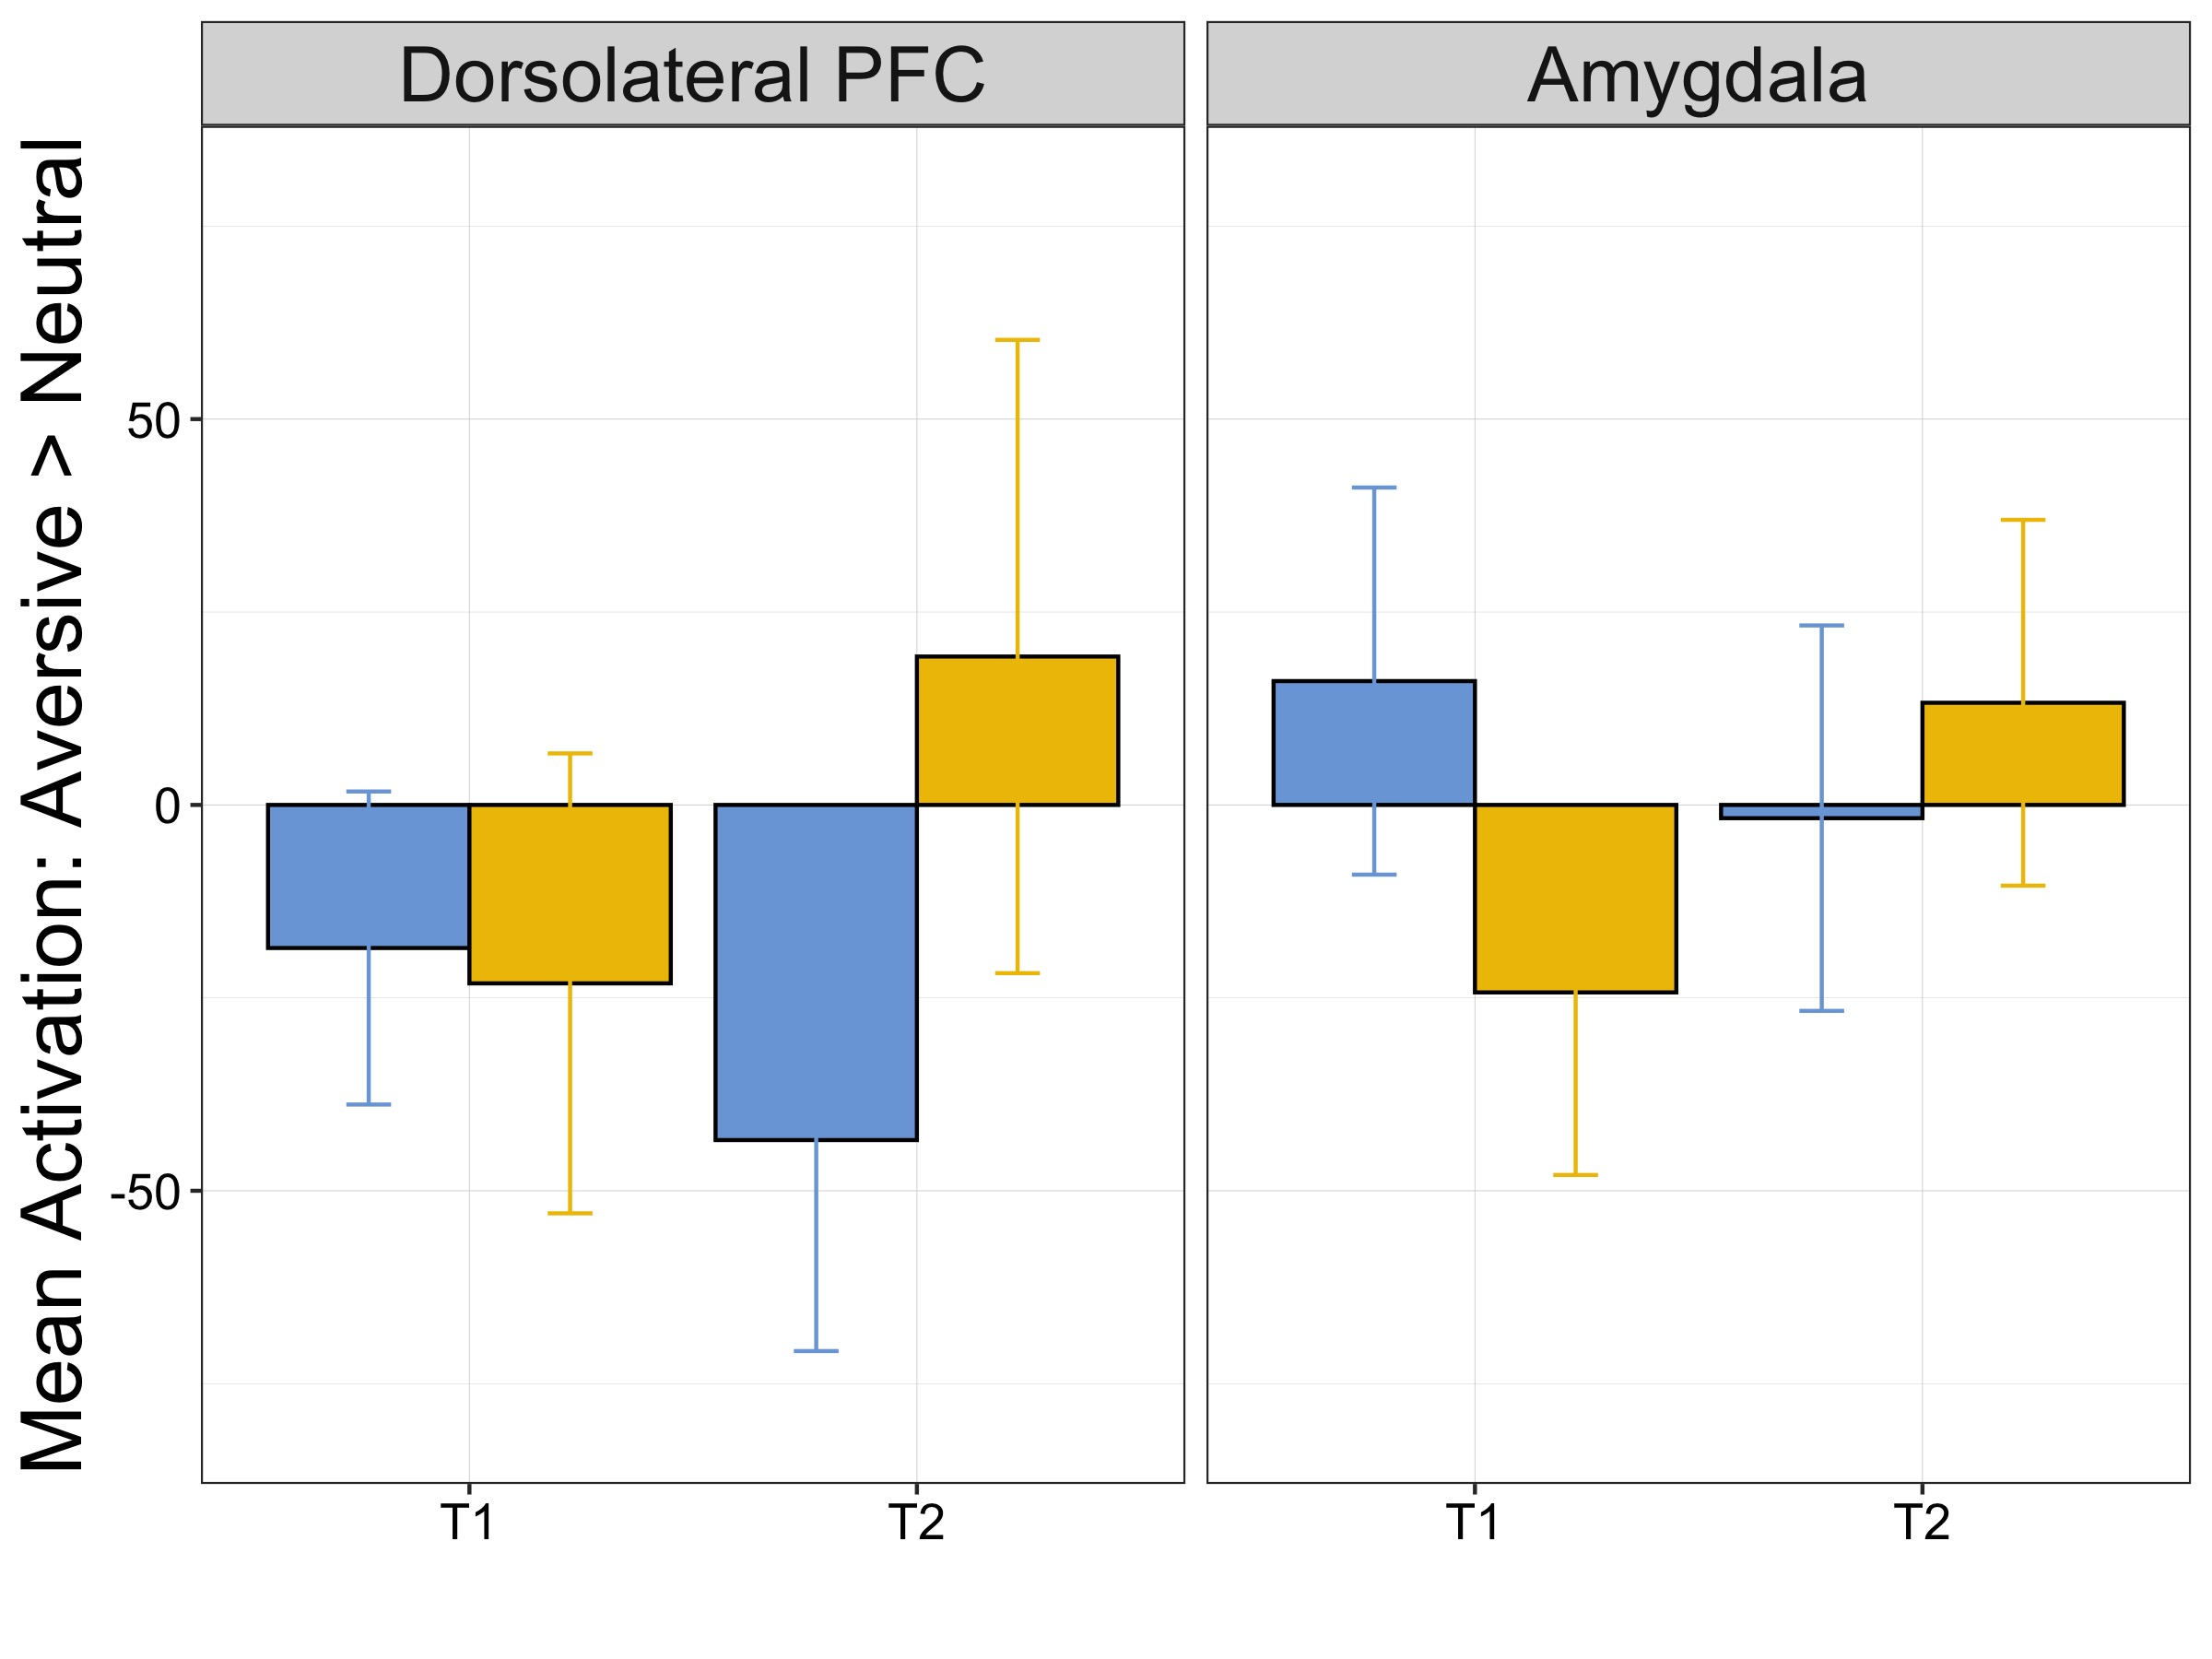 Dorsolateral PFC
Amygdala
Mean Activation: Aversive > Neutral
50
0
-50
T1
T2
T1
T2